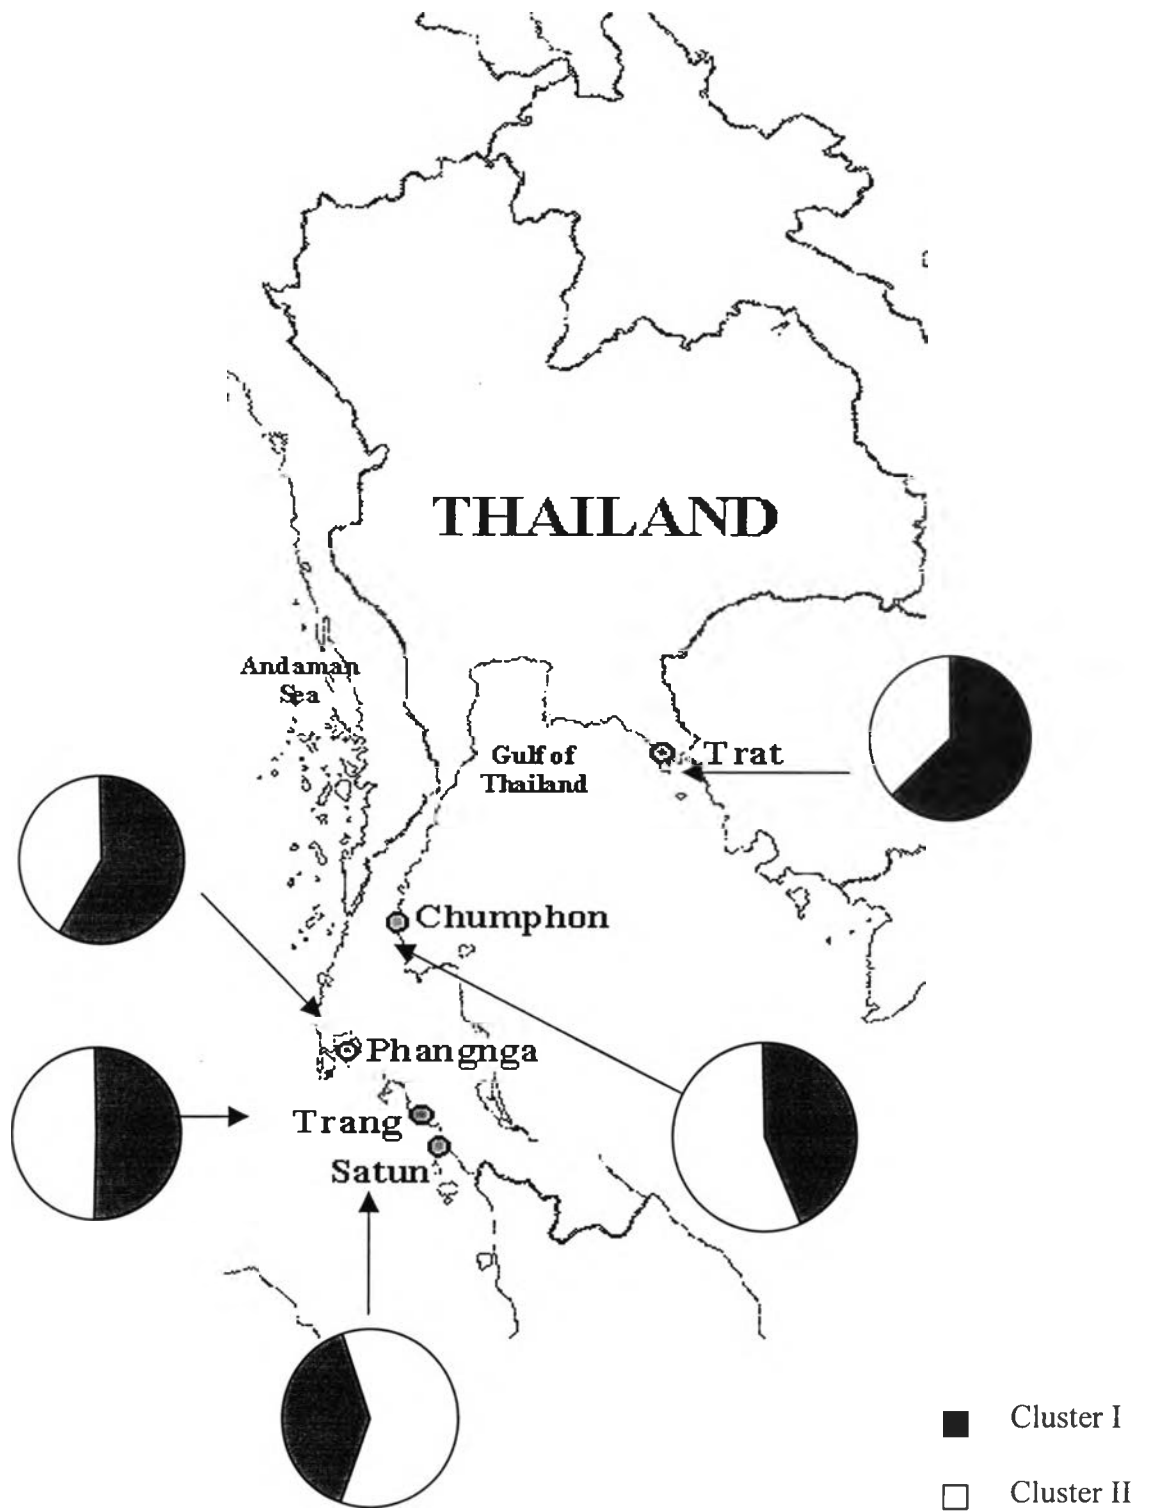 THAILAND
Andaman
Sea
Gulf of
Thailand
Trat
Chumphon
Phangnga
Trang
Satun
Cluster I
Cluster II